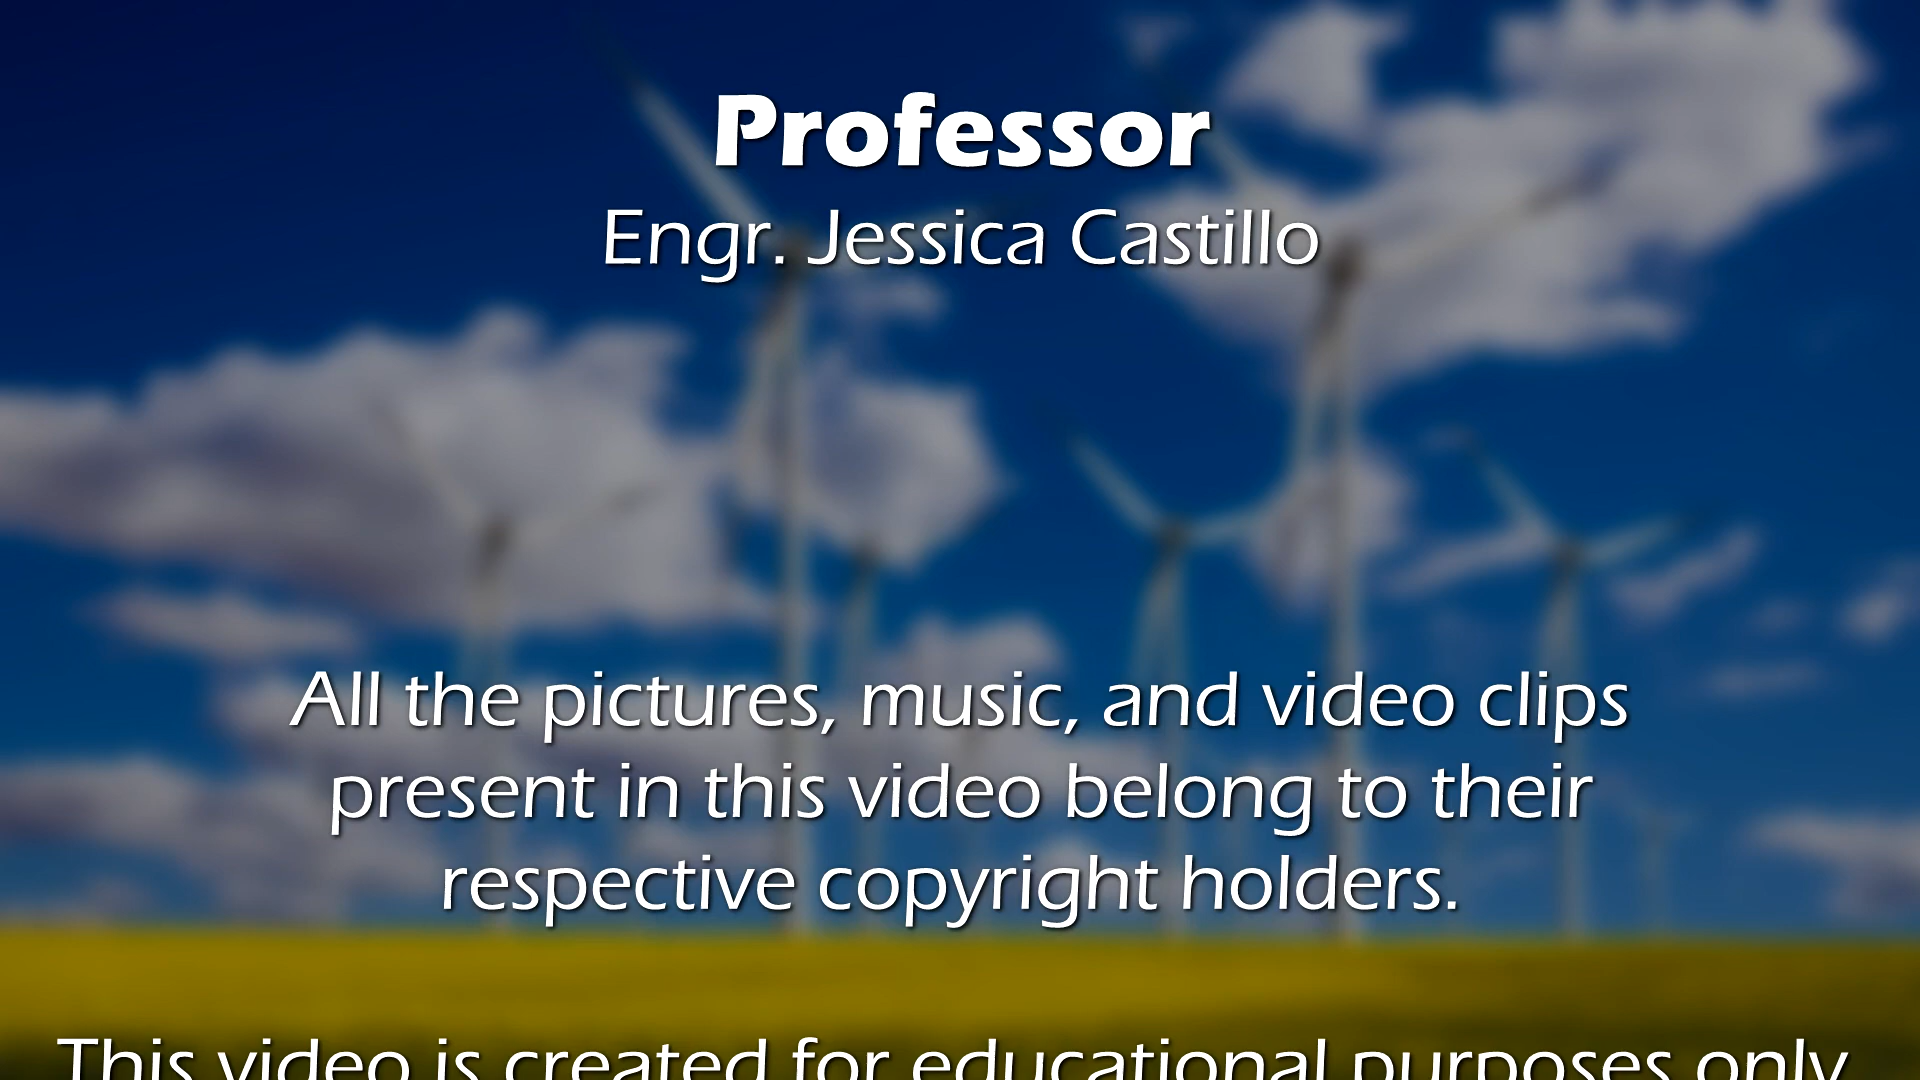 Professor
Engr. Jessica Castillo
All the pictures, music, and video clips
present in this video belong to their
respective copyright holders.
This video is created for educational purposes only